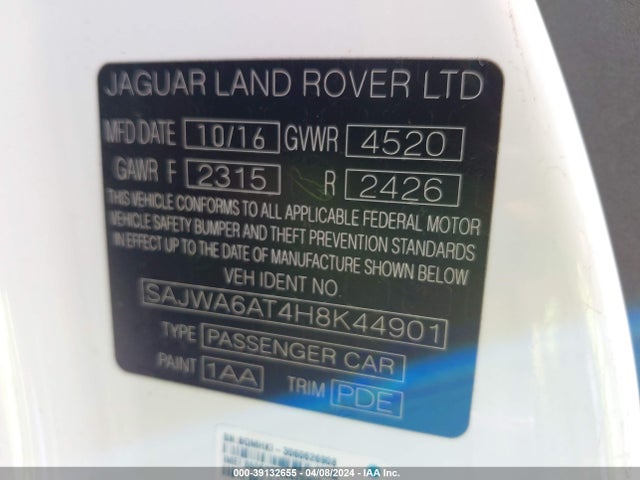 JAGUAR LAND ROVER LTD
MFD DATE 10/16 GVWR 4520
GAWR F 2315 R 2426
THIS VEHICLE CONFORMS TO ALL APPLICABLE FEDERAL MOTOR
VEHICLE SAFETY BUMPER AND THEFT PREVENTION STANDARDS
IN EFFECT UP TO THE DATE OF MANUFACTURE SHOWN BELOW
VEH IDENT NO.
SAJWA6AT4H8K44901
TYPE PASSENGER CAR
PAINT 1AA TRIM PDE
000-39132655 - 04/08/2024 - IAAI.COM